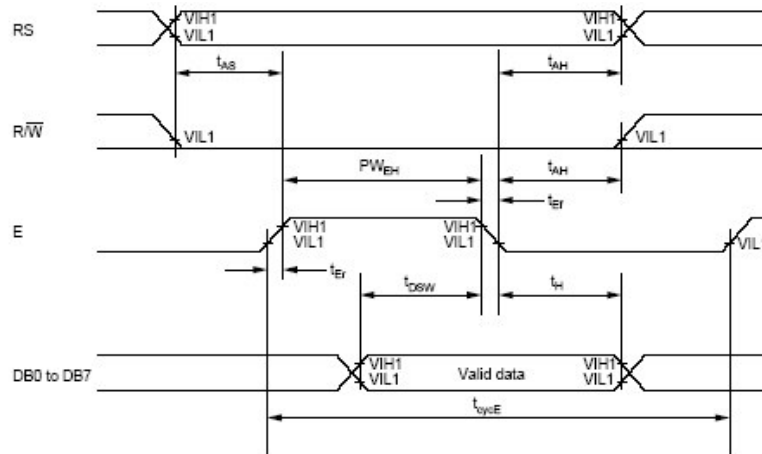 RS
VIH1
VIL1
VIH1
VIL1
tAS
tAH
R/W
VIL1
VIL1
PWEH
tAH
tEf
E
VIH1
VIL1
VIH1
VIL1
VIL1
tEr
tDSW
tH
DB0 to DB7
VIH1
VIL1
Valid data
VIH1
VIL1
tcycE